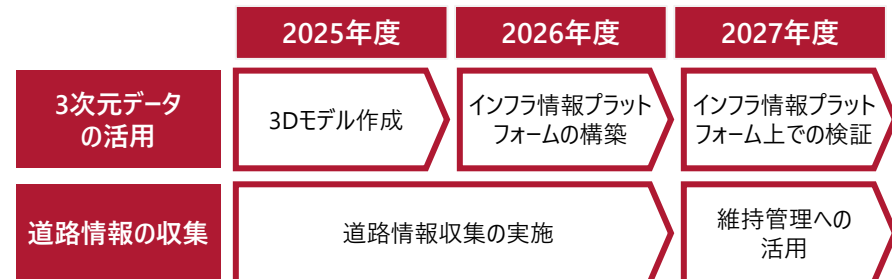 2025年度
2026年度
2027年度
3次元データ
の活用
3Dモデル作成
インフラ情報プラット
フォームの構築
インフラ情報プラット
フォーム上での検証
道路情報の収集
道路情報収集の実施
維持管理への
活用